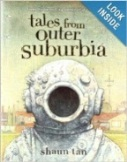 LOOK
INSIDE!
tales from
outer
suburbia
shaun tan